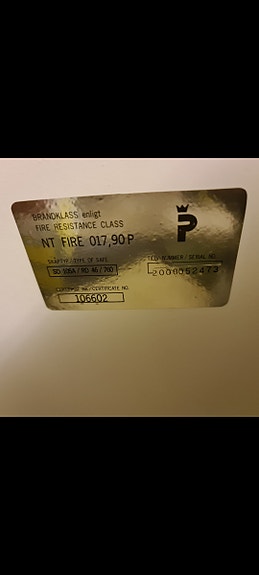 BRANDKLASS enligt
FIRE RESISTANCE CLASS
NT FIRE 017,90 P
P
SKÅPTYP/TYPE OF SAFE
TILLV. NUMMER/ SERIAL NO.
2000052473
CERTIFIKAT NR/CERTIFICATE NO.
106602